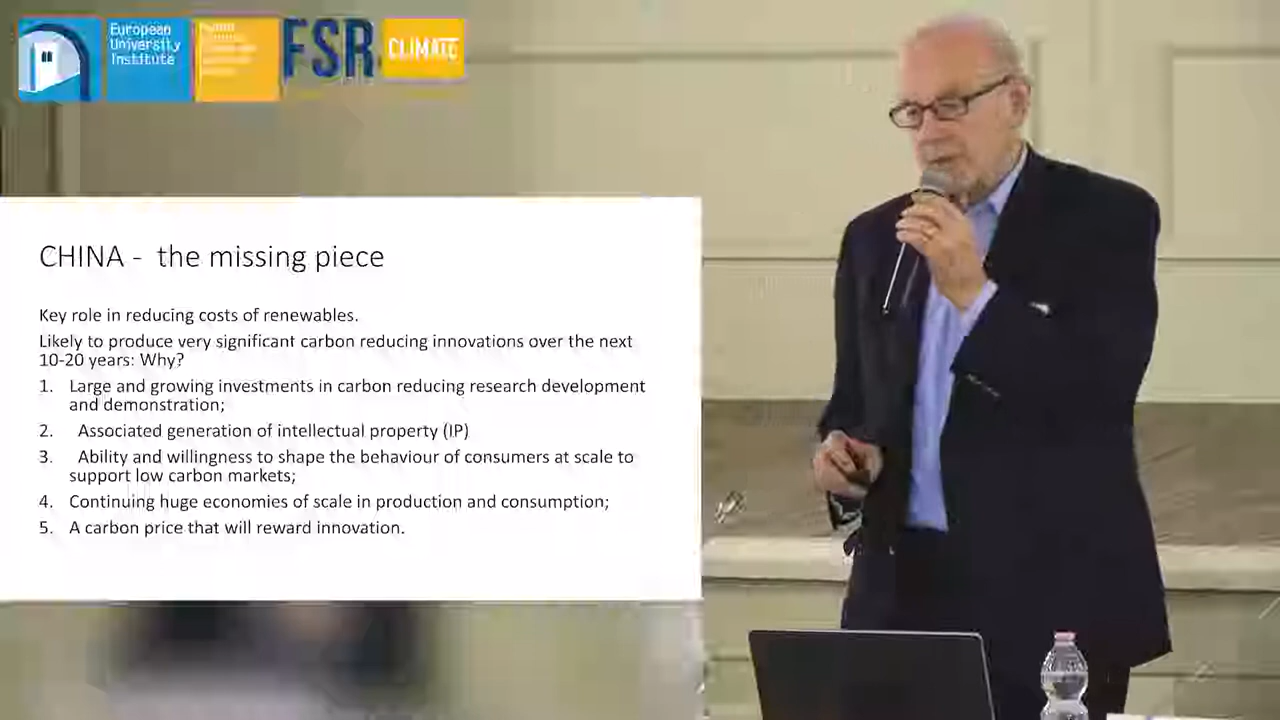 European
University
Institute
FSR
CLIMATE
CHINA - the missing piece
Key role in reducing costs of renewables.
Likely to produce very significant carbon reducing innovations over the next
10-20 years: Why?
1. Large and growing investments in carbon reducing research development
and demonstration;
2. Associated generation of intellectual property (IP)
3. Ability and willingness to shape the behaviour of consumers at scale to
support low carbon markets;
4. Continuing huge economies of scale in production and consumption;
5. A carbon price that will reward innovation.